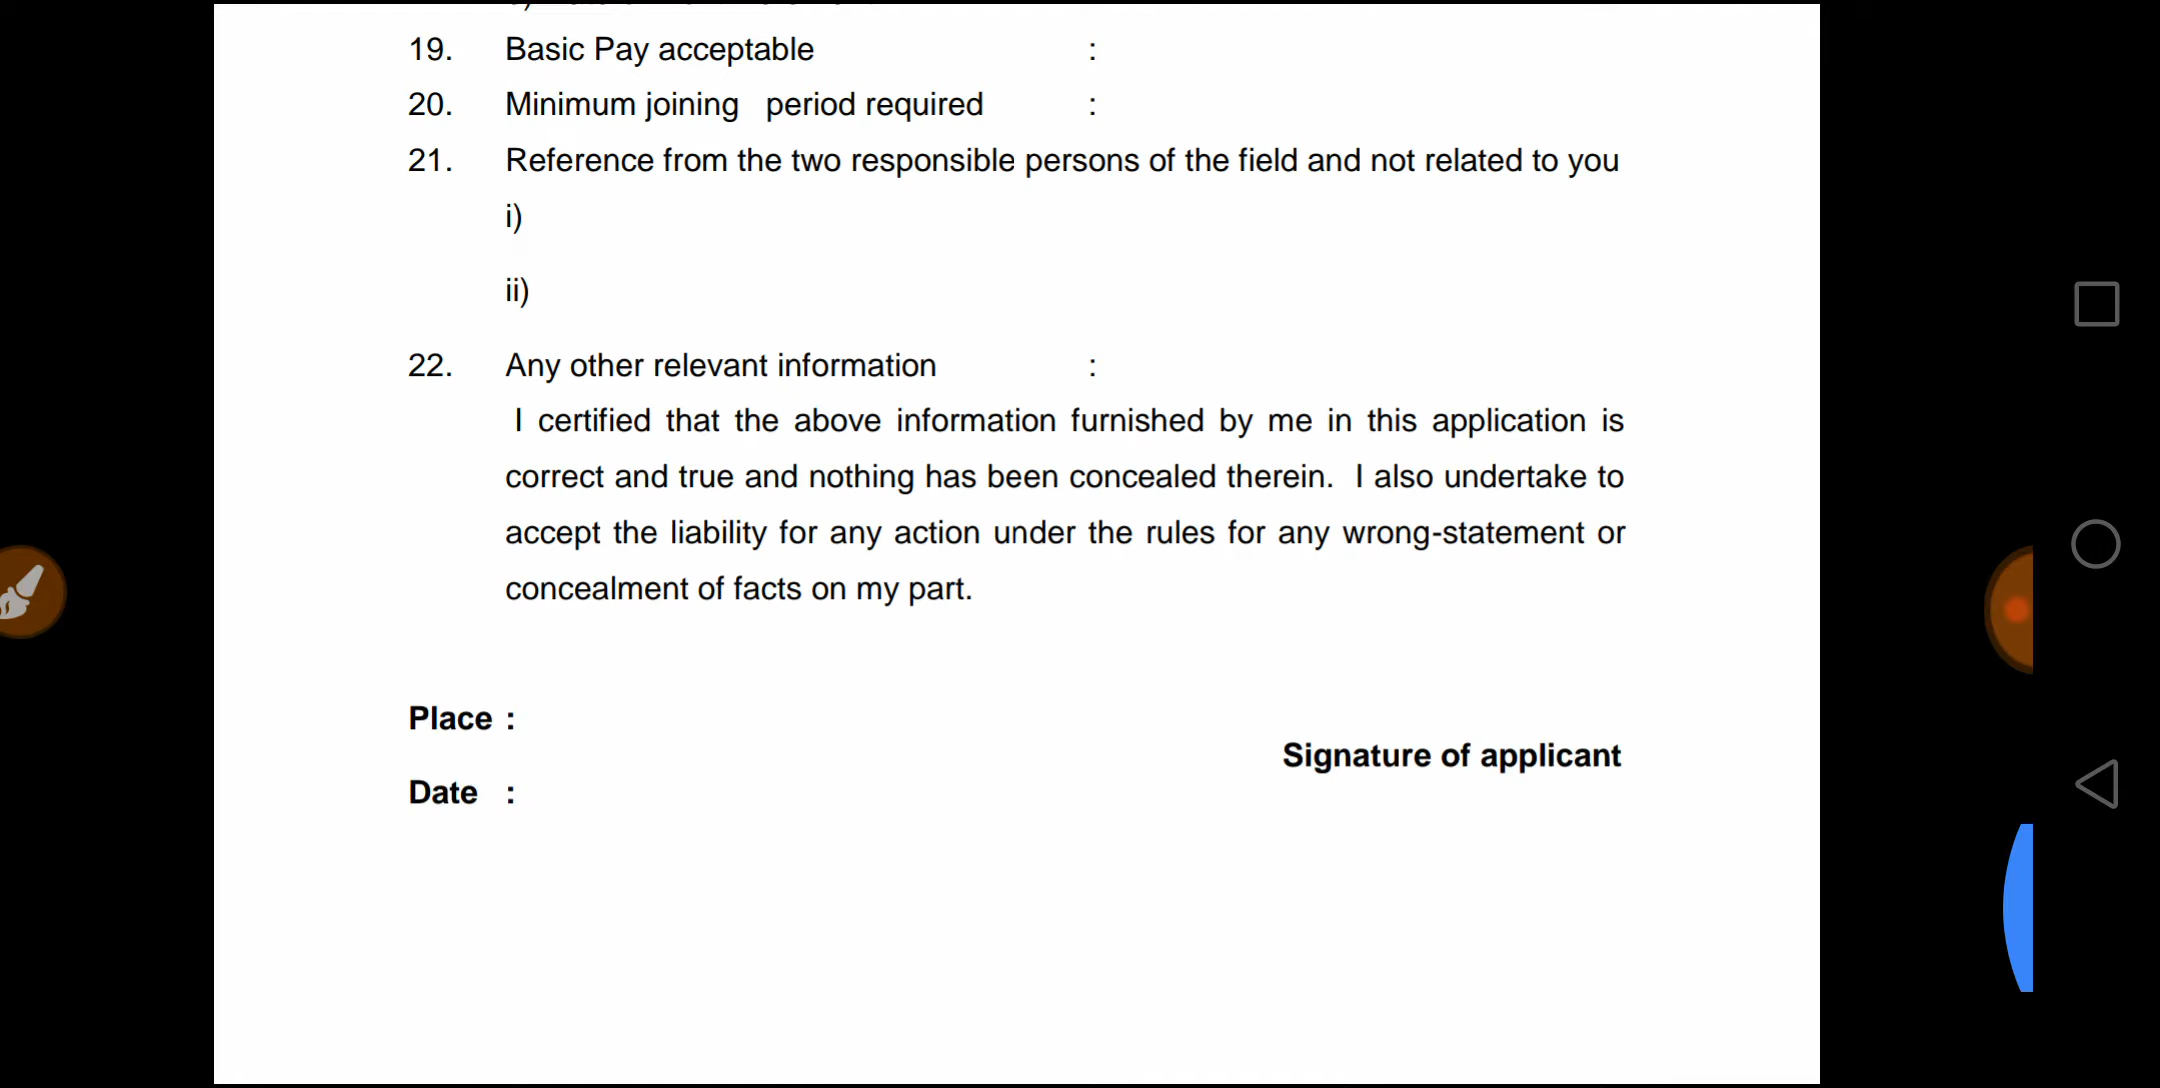 19. Basic Pay acceptable :
20. Minimum joining period required :
21. Reference from the two responsible persons of the field and not related to you
i)
ii)
22. Any other relevant information :
I certified that the above information furnished by me in this application is
correct and true and nothing has been concealed therein. I also undertake to
accept the liability for any action under the rules for any wrong-statement or
concealment of facts on my part.
Place :
Signature of applicant
Date :